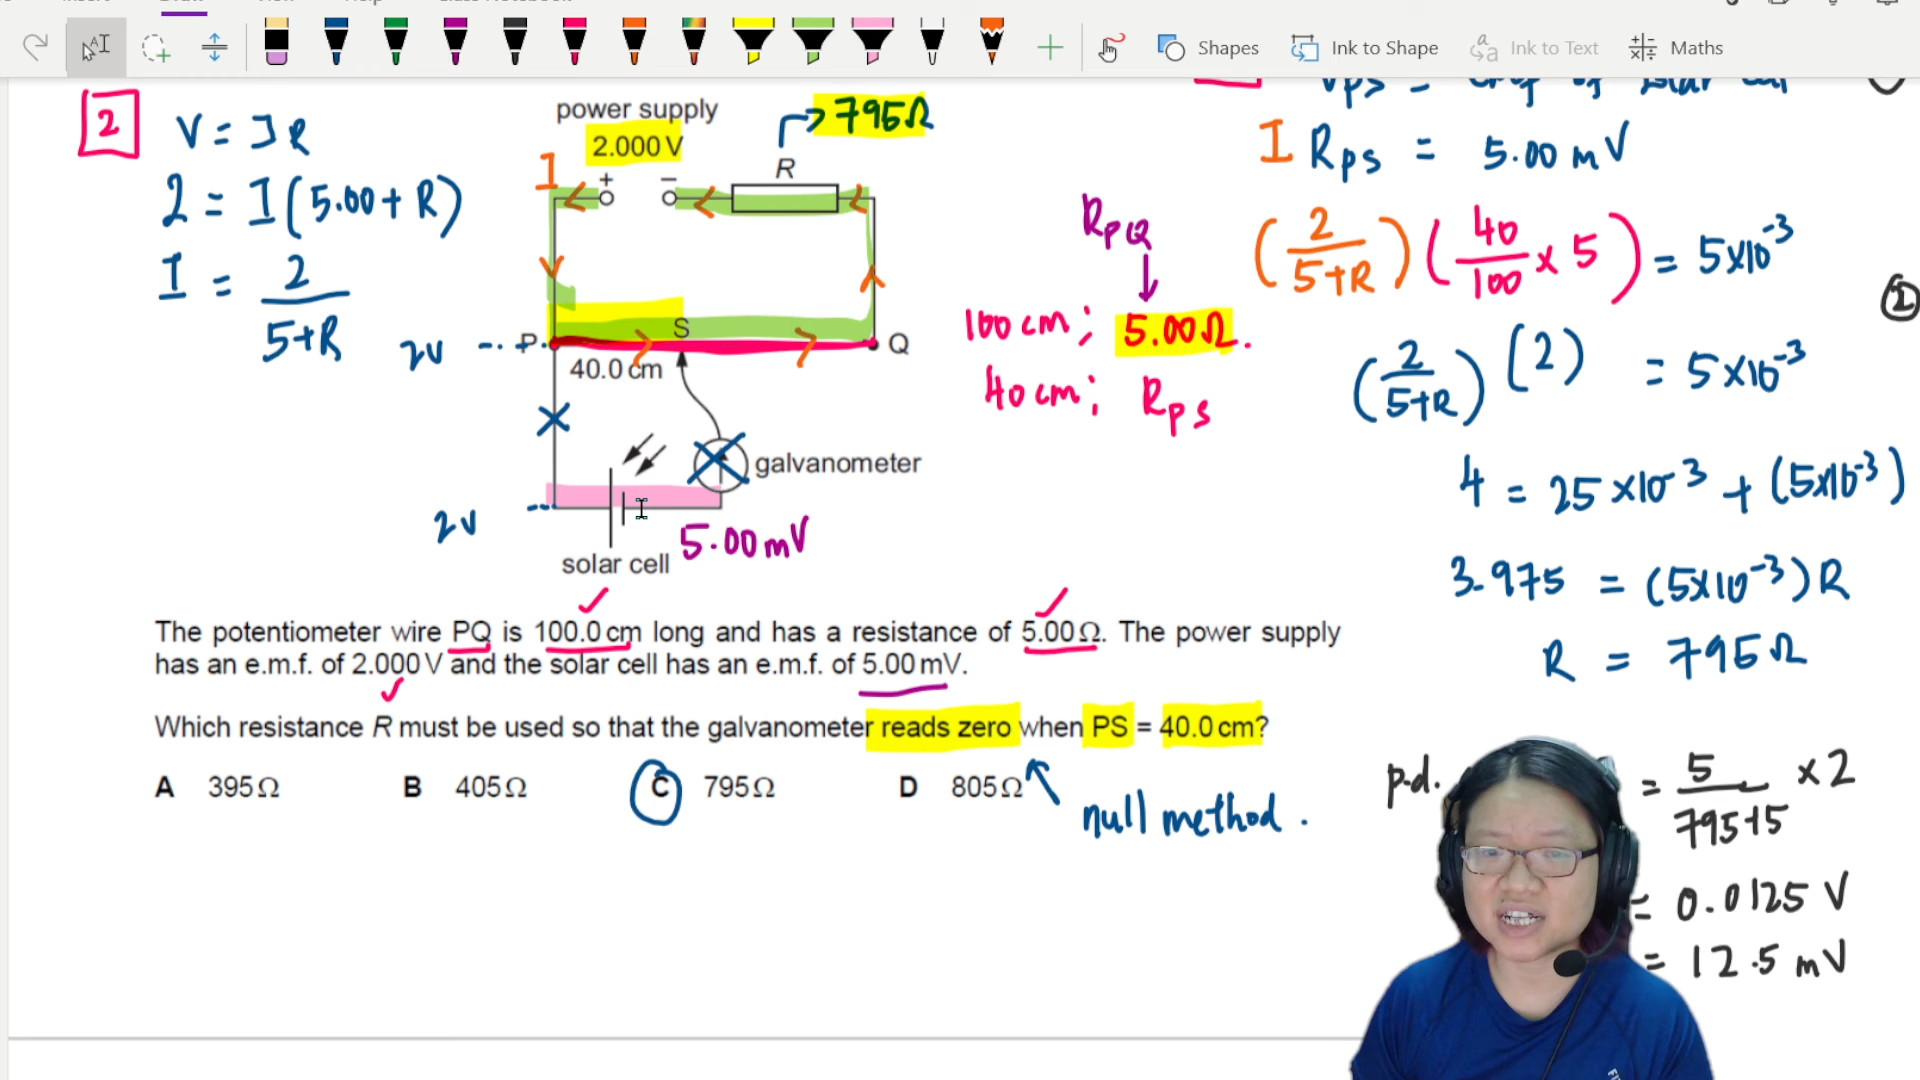 Shapes
Ink to Shape
Ink to Text
Maths
2
V = IR
2 = I(5.00+R)
I = 2/5+R
power supply
2.000 V
795Ω
I
+
–
R
2V
P
S
Q
40.0 cm
galvanometer
2V
solar cell
5.00 mV
R_PQ
100 cm ; 5.00Ω.
40 cm ; R_PS
I R_PS = 5.00 mV
(2/5+R)(40/100 × 5) = 5×10⁻³
(2/5+R)(2) = 5×10⁻³
4 = 25×10⁻³ + (5×10⁻³)
3.975 = (5×10⁻³)R
R = 795Ω
The potentiometer wire PQ is 100.0 cm long and has a resistance of 5.00 Ω. The power supply
has an e.m.f. of 2.000 V and the solar cell has an e.m.f. of 5.00 mV.
Which resistance R must be used so that the galvanometer reads zero when PS = 40.0 cm?
A 395 Ω B 405 Ω C 795 Ω D 805 Ω
null method.
p.d.
= 5/795+5 × 2
= 0.0125 V
= 12.5 mV